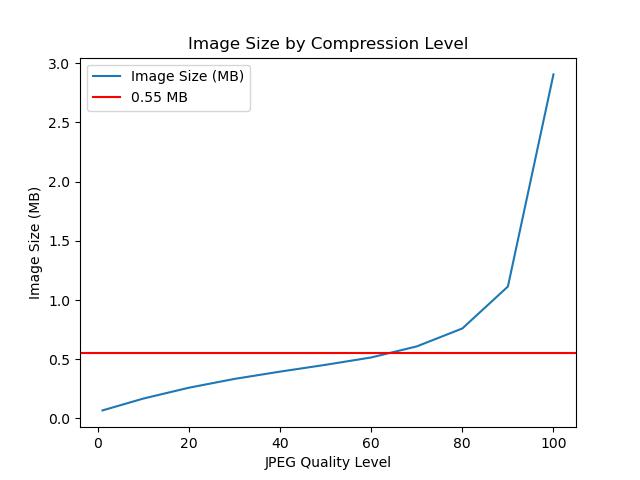 Image Size by Compression Level
Image Size (MB)
0.55 MB
3.0
2.5
2.0
1.5
1.0
0.5
0.0
Image Size (MB)
0 20 40 60 80 100
JPEG Quality Level